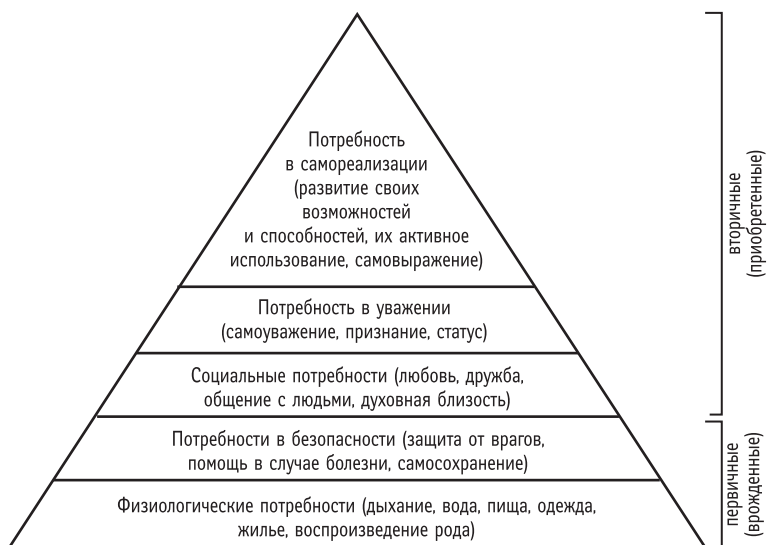 Потребность
в самореализации
(развитие своих
возможностей
и способностей, их активное
использование, самовыражение)
Потребность в уважении
(самоуважение, признание, статус)
Социальные потребности (любовь, дружба,
общение с людьми, духовная близость)
Потребности в безопасности (защита от врагов,
помощь в случае болезни, самосохранение)
Физиологические потребности (дыхание, вода, пища, одежда,
жилье, воспроизведение рода)
вторичные
(приобретенные)
первичные
(врожденные)